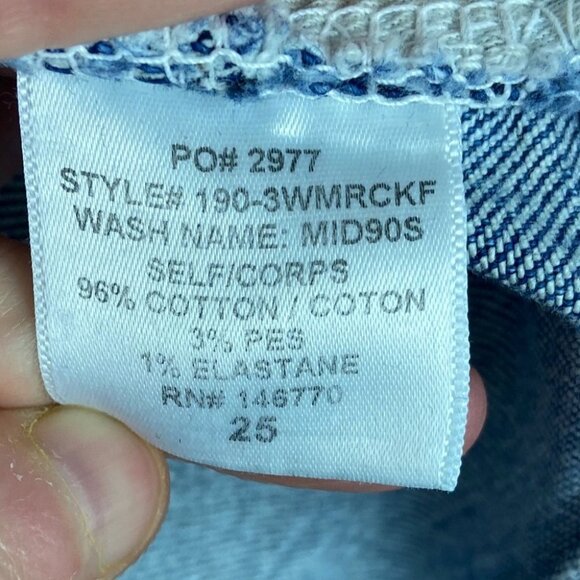 PO# 2977
STYLE# 190-3WMRCKF
WASH NAME: MID90S
SELF/CORPS
96% COTTON / COTON
3% PES
1% ELASTANE
RN# 146770
25